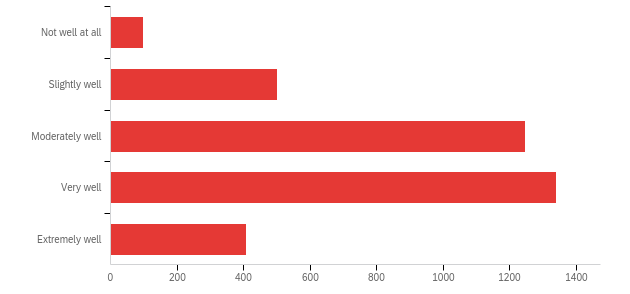 Not well at all
Slightly well
Moderately well
Very well
Extremely well
0 200 400 600 800 1000 1200 1400